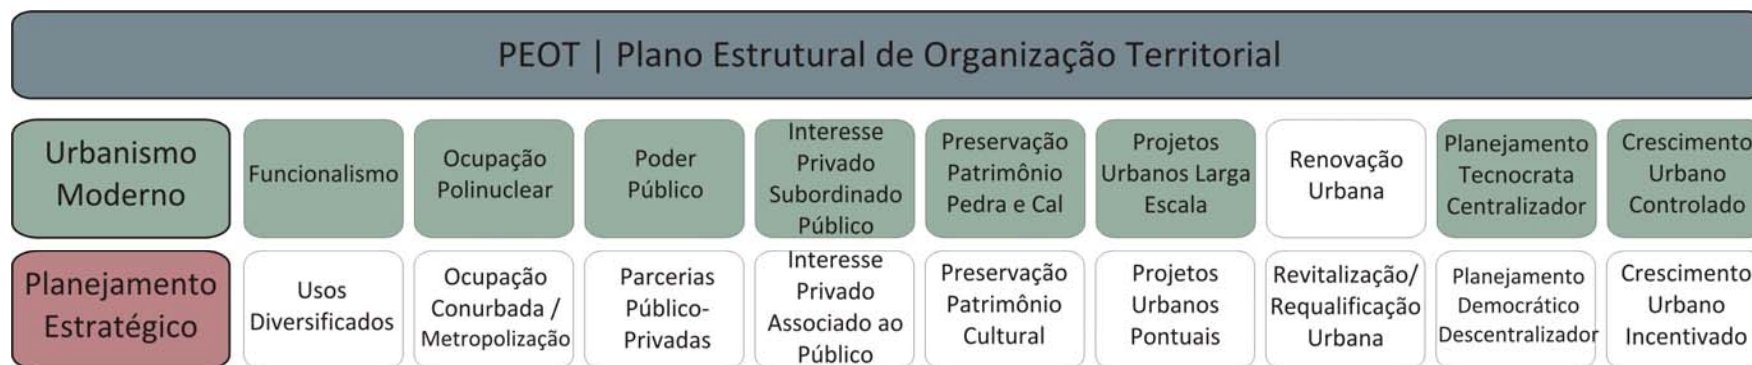 PEOT | Plano Estrutural de Organização Territorial
Urbanismo
Moderno
Funcionalismo
Ocupação
Polinuclear
Poder
Público
Interesse
Privado
Subordinado
Público
Preservação
Patrimônio
Pedra e Cal
Projetos
Urbanos Larga
Escala
Renovação
Urbana
Planejamento
Tecnocrata
Centralizador
Crescimento
Urbano
Controlado
Planejamento
Estratégico
Usos
Diversificados
Ocupação
Conurbada /
Metropolização
Parcerias
Público-
Privadas
Interesse
Privado
Associado ao
Público
Preservação
Patrimônio
Cultural
Projetos
Urbanos
Pontuais
Revitalização/
Requalificação
Urbana
Planejamento
Democrático
Descentralizador
Crescimento
Urbano
Incentivado